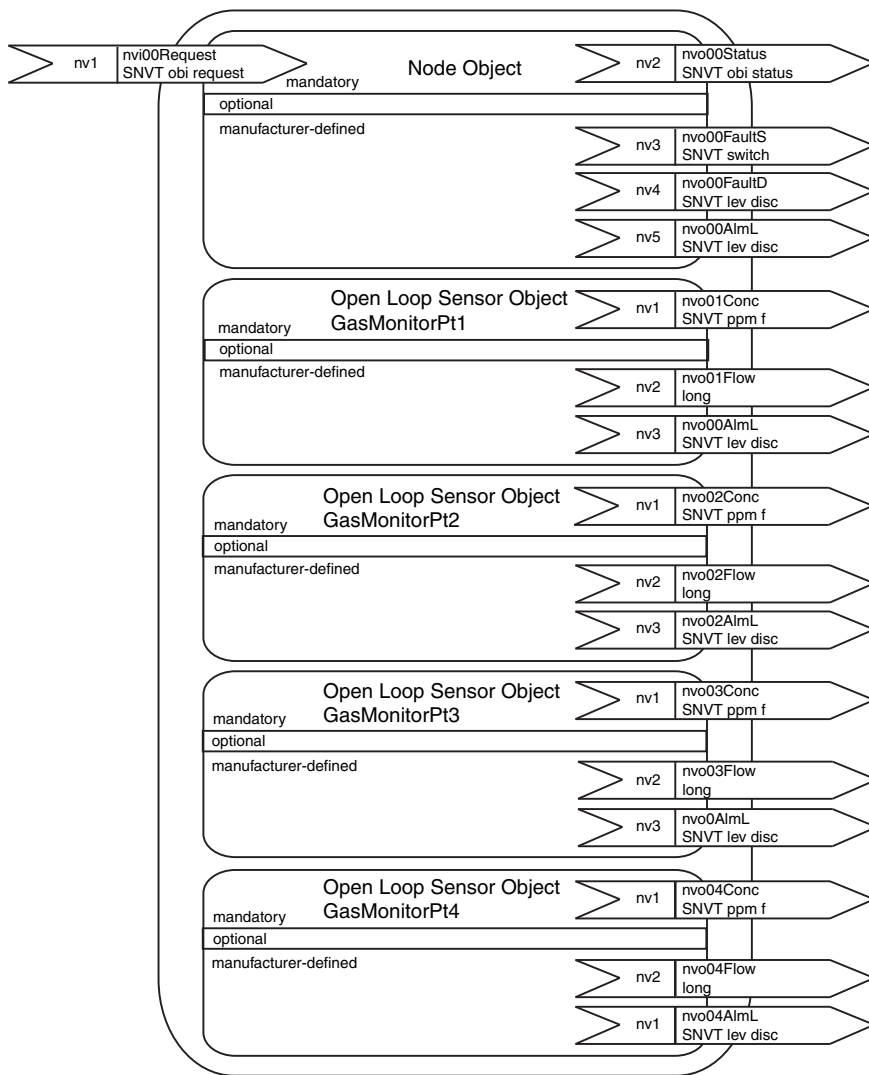 nv1
nvi00Request
SNVT obi request
Node Object
nv2
nvo00Status
SNVT obi status
mandatory
optional
manufacturer-defined
nv3
nvo00FaultS
SNVT switch
nv4
nvo00FaultD
SNVT lev disc
nv5
nvo00AlmL
SNVT lev disc
Open Loop Sensor Object
GasMonitorPt1
nv1
nvo01Conc
SNVT ppm f
mandatory
optional
manufacturer-defined
nv2
nvo01Flow
long
nv3
nvo00AlmL
SNVT lev disc
Open Loop Sensor Object
GasMonitorPt2
nv1
nvo02Conc
SNVT ppm f
mandatory
optional
manufacturer-defined
nv2
nvo02Flow
long
nv3
nvo02AlmL
SNVT lev disc
Open Loop Sensor Object
GasMonitorPt3
nv1
nvo03Conc
SNVT ppm f
mandatory
optional
manufacturer-defined
nv2
nvo03Flow
long
nv3
nvo0AlmL
SNVT lev disc
Open Loop Sensor Object
GasMonitorPt4
nv1
nvo04Conc
SNVT ppm f
mandatory
optional
manufacturer-defined
nv2
nvo04Flow
long
nv1
nvo04AlmL
SNVT lev disc